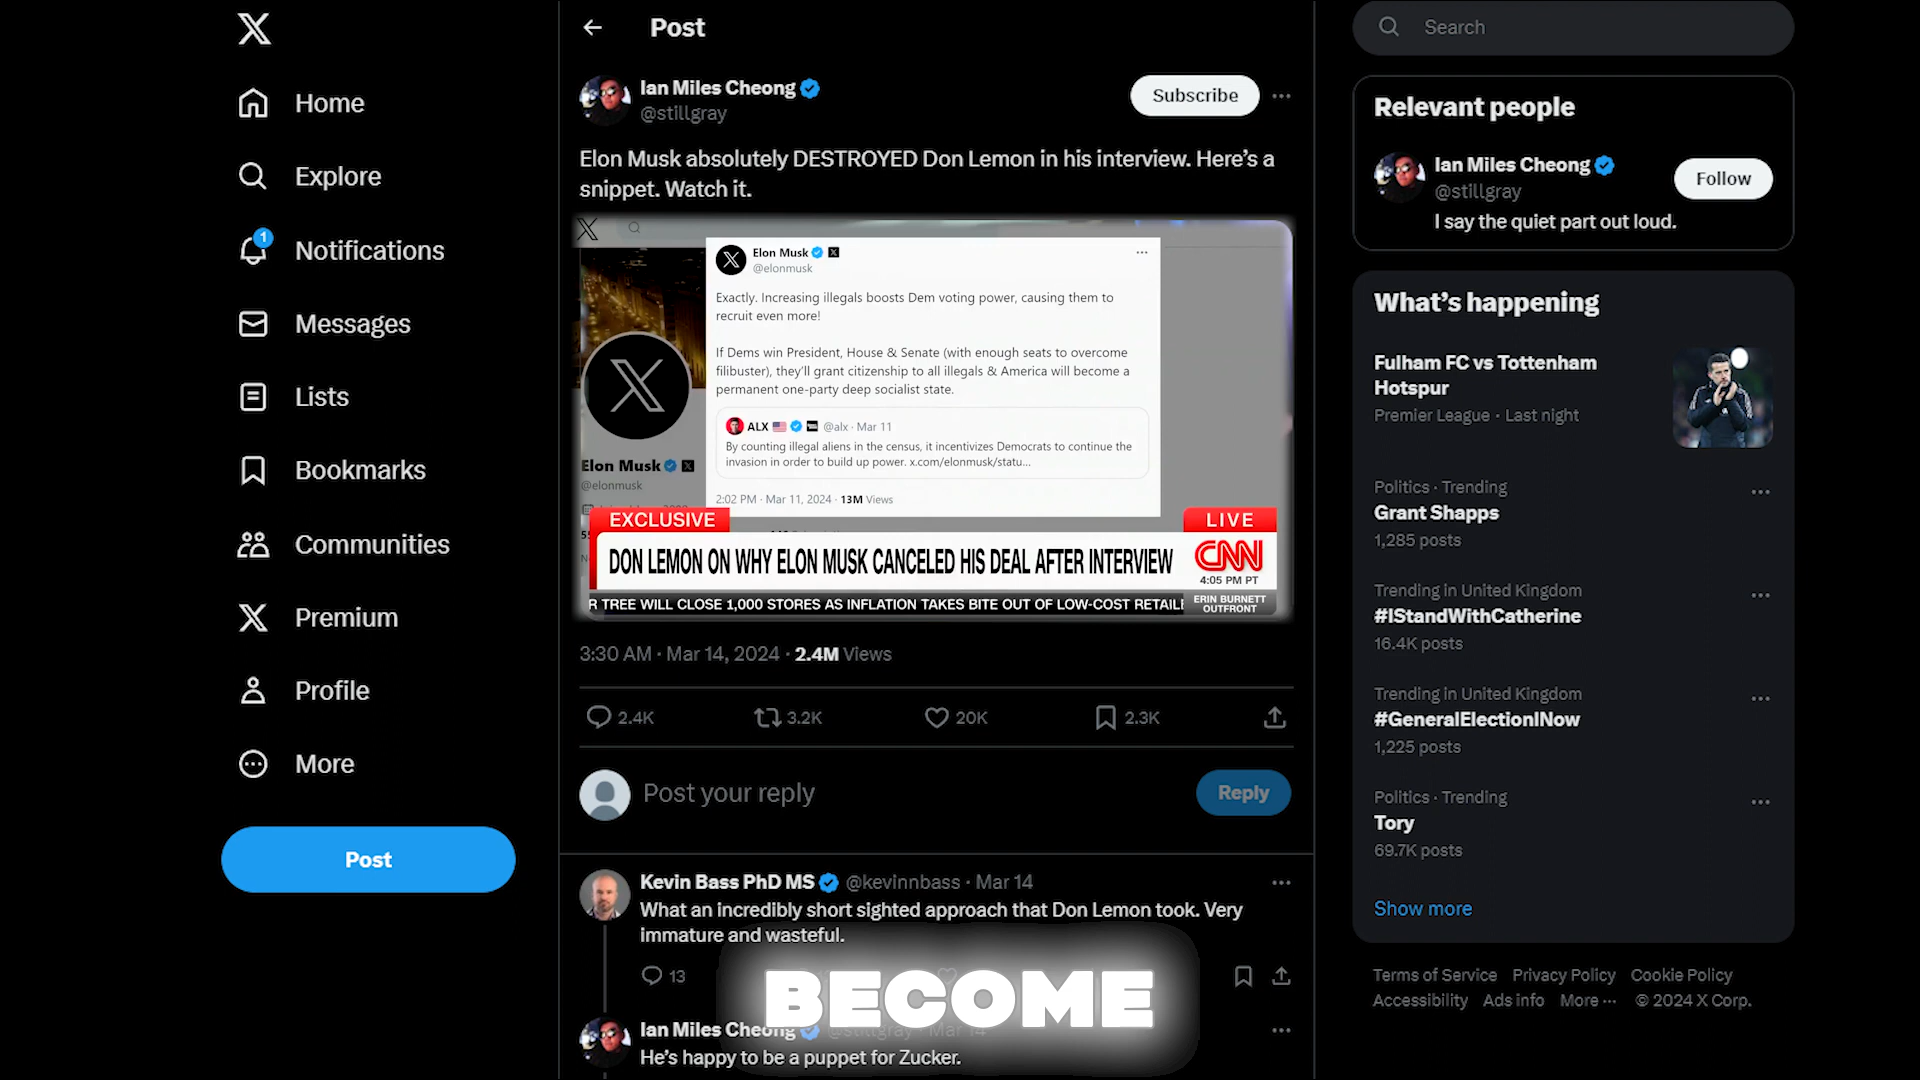 Home
Explore
1
Notifications
Messages
Lists
Bookmarks
Communities
Premium
Profile
More
Post
Post
Ian Miles Cheong
@stillgray
Subscribe
Elon Musk absolutely DESTROYED Don Lemon in his interview. Here's a
snippet. Watch it.
Elon Musk
@elonmusk
Exactly. Increasing illegals boosts Dem voting power, causing them to
recruit even more!
If Dems win President, House & Senate (with enough seats to overcome
filibuster), they'll grant citizenship to all illegals & America will become a
permanent one-party deep socialist state.
ALX @alx · Mar 11
By counting illegal aliens in the census, it incentivizes Democrats to continue the
invasion in order to build up power. x.com/elonmusk/statu...
2:02 PM · Mar 11, 2024 · 13M Views
Elon Musk
@elonmusk
EXCLUSIVE
LIVE
DON LEMON ON WHY ELON MUSK CANCELED HIS DEAL AFTER INTERVIEW
CNN
4:05 PM PT
R TREE WILL CLOSE 1,000 STORES AS INFLATION TAKES BITE OUT OF LOW-COST RETAILE
ERIN BURNETT
OUTFRONT
3:30 AM · Mar 14, 2024 · 2.4M Views
2.4K 3.2K 20K 2.3K
Post your reply
Reply
Kevin Bass PhD MS @kevinnbass · Mar 14
What an incredibly short sighted approach that Don Lemon took. Very
immature and wasteful.
13
BECOME
Ian Miles Cheong @stillgray · Mar 14
He's happy to be a puppet for Zucker.
Search
Relevant people
Ian Miles Cheong
@stillgray
Follow
I say the quiet part out loud.
What's happening
Fulham FC vs Tottenham
Hotspur
Premier League · Last night
Politics · Trending
Grant Shapps
1,285 posts
Trending in United Kingdom
#IStandWithCatherine
16.4K posts
Trending in United Kingdom
#GeneralElectionlNow
1,225 posts
Politics · Trending
Tory
69.7K posts
Show more
Terms of Service Privacy Policy Cookie Policy
Accessibility Ads info More ··· © 2024 X Corp.